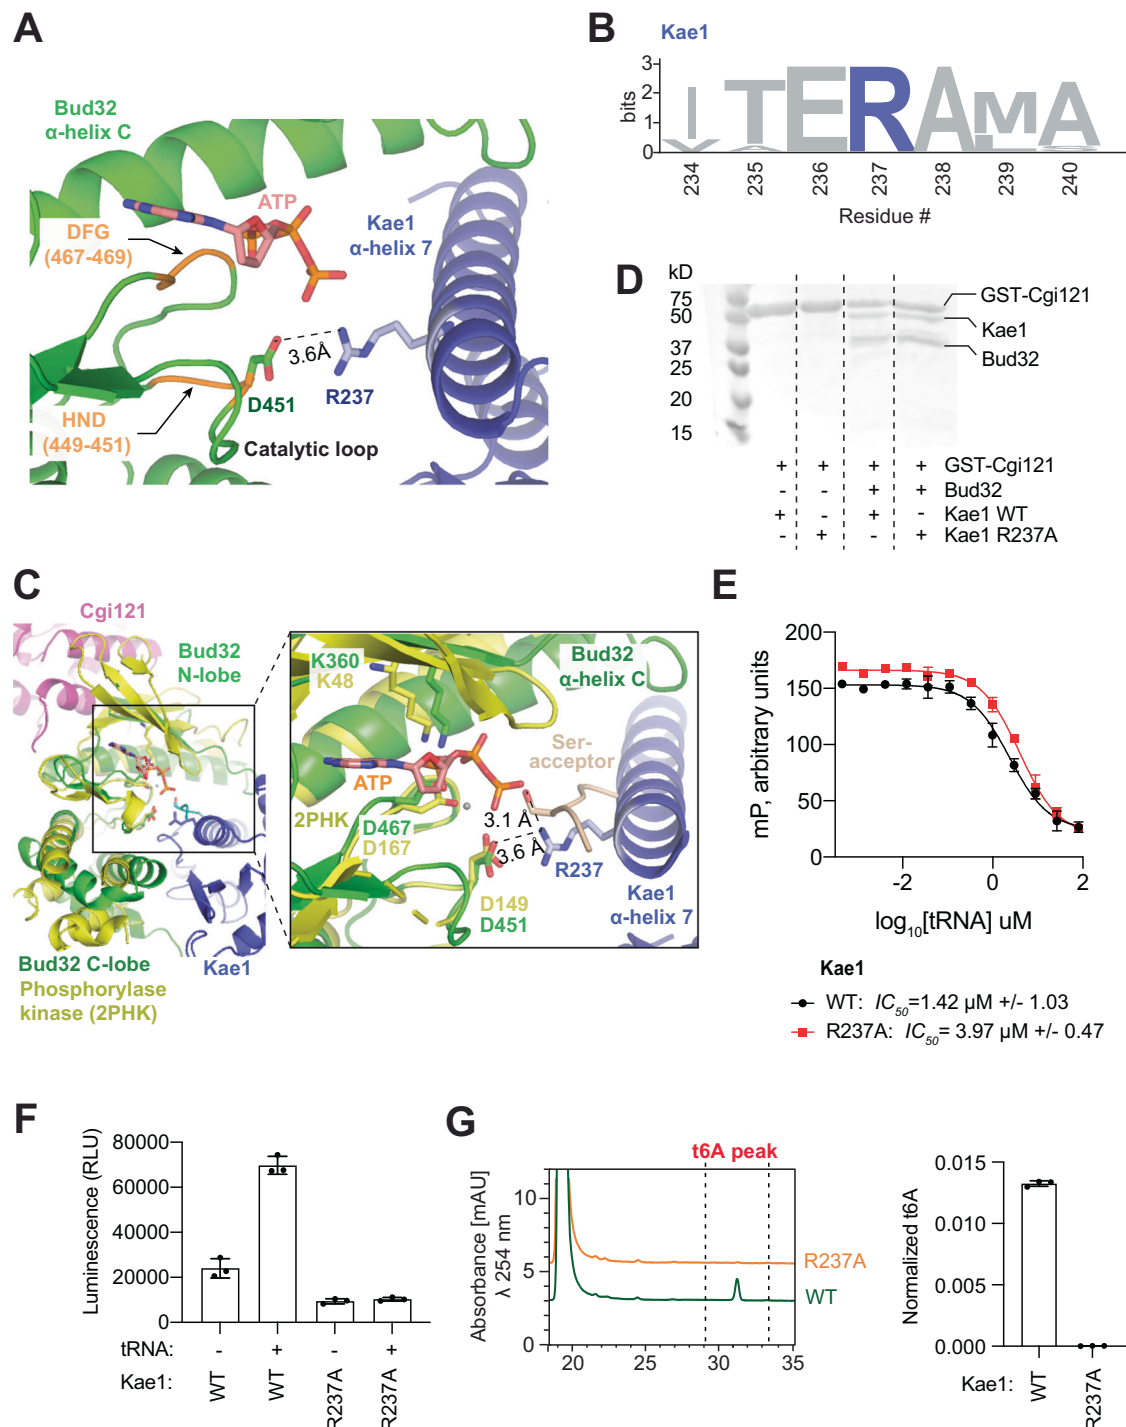 A
Bud32
α-helix C
ATP
DFG
(467-469)
Kae1
α-helix 7
3.6Å
D451
R237
HND
(449-451)
Catalytic loop
B
Kae1
bits
3
2
1
0
I T E R A M A
V A L
234 235 236 237 238 239 240
Residue #
D
kD
75
50
37
25
20
15
GST-Cgi121
Kae1
Bud32
+ + + + GST-Cgi121
- - + + Bud32
+ - + - Kae1 WT
- + - + Kae1 R237A
C
Cgi121
Bud32
N-lobe
Bud32 C-lobe
Phosphorylase
kinase (2PHK)
Kae1
K360
K48
Bud32
α-helix C
Ser-
acceptor
ATP
2PHK
D467
D167
3.1 Å
3.6 Å
R237
D149
D451
Kae1
α-helix 7
E
mP, arbitrary units
200
150
100
50
0
-2 0 2
log10[tRNA] uM
Kae1
WT: IC50=1.42 µM +/- 1.03
R237A: IC50= 3.97 µM +/- 0.47
F
Luminescence (RLU)
80000
60000
40000
20000
0
tRNA: - + - +
Kae1: WT WT R237A R237A
G
t6A peak
Absorbance [mAU]
λ 254 nm
10
5
0
R237A
WT
20 25 30 35
Normalized t6A
0.015
0.010
0.005
0.000
Kae1: WT R237A